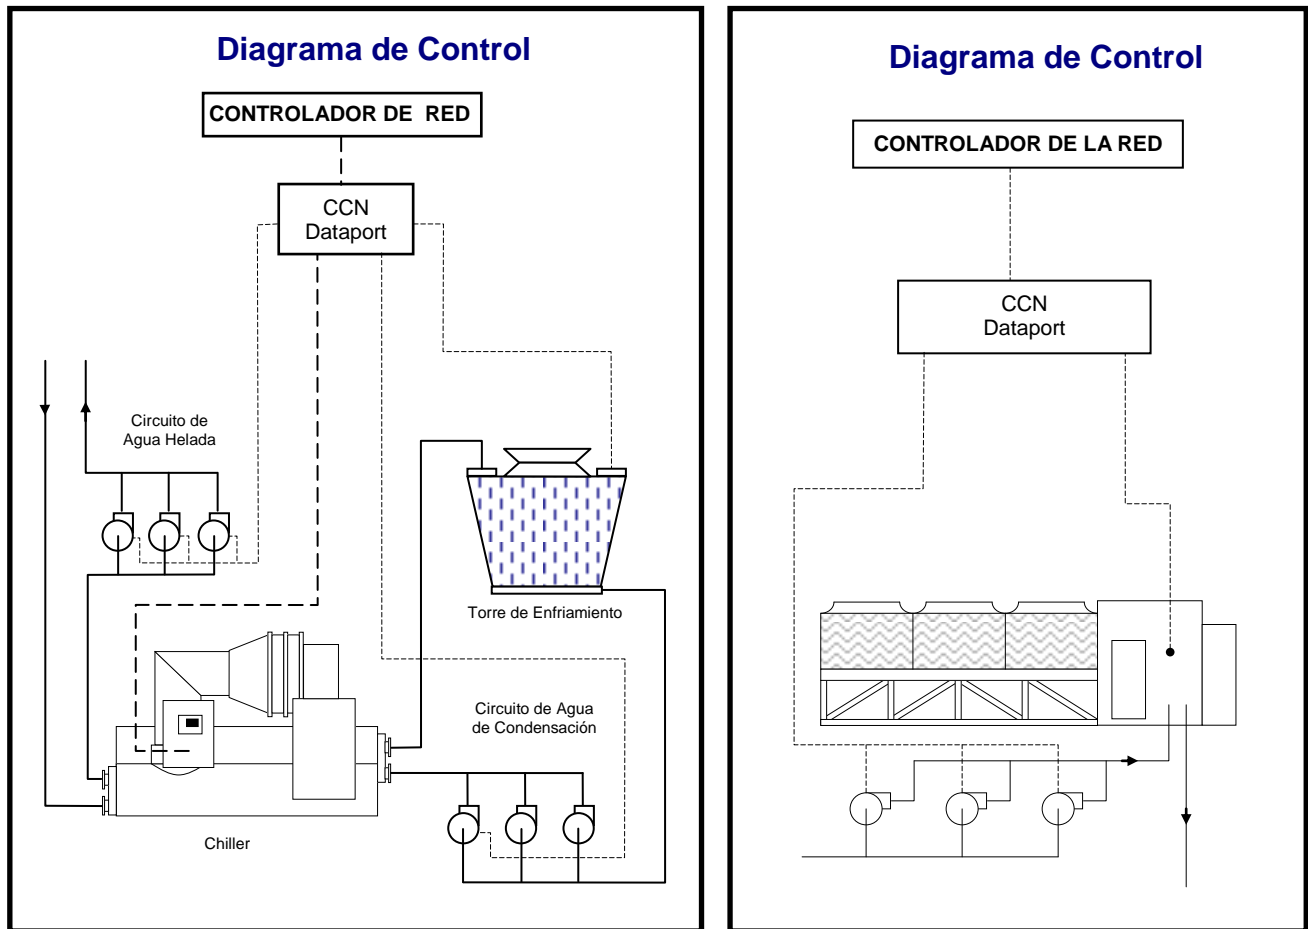 Diagrama de Control
CONTROLADOR DE RED
CCN
Dataport
Circuito de
Agua Helada
Torre de Enfriamiento
Circuito de Agua
de Condensación
Chiller
Diagrama de Control
CONTROLADOR DE LA RED
CCN
Dataport